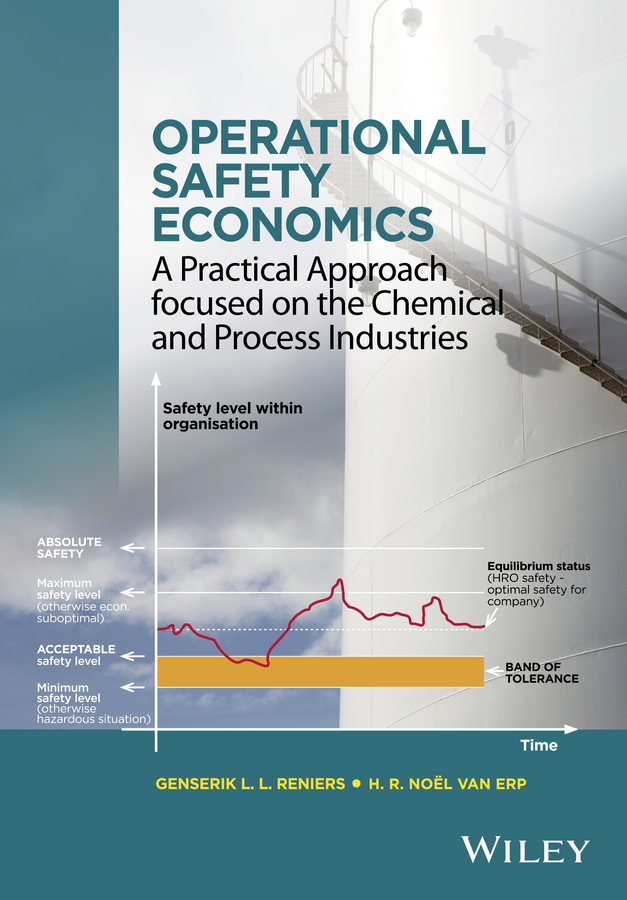 OPERATIONAL
SAFETY
ECONOMICS
A Practical Approach
focused on the Chemical
and Process Industries
Safety level within
organisation
ABSOLUTE
SAFETY
Maximum
safety level
(otherwise econ.
suboptimal)
Equilibrium status
(HRO safety -
optimal safety for
company)
ACCEPTABLE
safety level
BAND OF
TOLERANCE
Minimum
safety level
(otherwise
hazardous situation)
Time
GENSERIK L. L. RENIERS • H. R. NOËL VAN ERP
WILEY